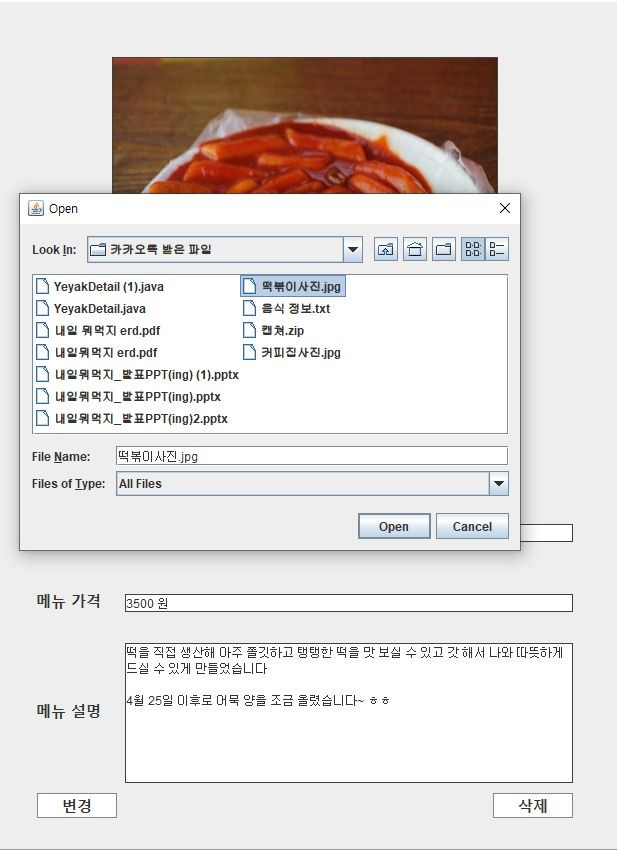 Open
Look In: 카카오톡 받은 파일
YeyakDetail (1).java
YeyakDetail.java
내일 뭐먹지 erd.pdf
내일 뭐먹지 erd.pdf
내일뭐먹지_발표PPT(ing) (1).pptx
내일뭐먹지_발표PPT(ing).pptx
내일뭐먹지_발표PPT(ing)2.pptx
떡볶이사진.jpg
음식 정보.txt
캡쳐.zip
커피집사진.jpg
File Name: 떡볶이사진.jpg
Files of Type: All Files
Open Cancel
메뉴 가격 3500 원
메뉴 설명
떡을 직접 생산해 아주 쫄깃하고 탱탱한 떡을 맛 보실 수 있고 갓 해서 나와 따뜻하게
드실 수 있게 만들었습니다
4월 25일 이후로 어묵 양을 조금 올렸습니다~ ㅎㅎ
변경 삭제